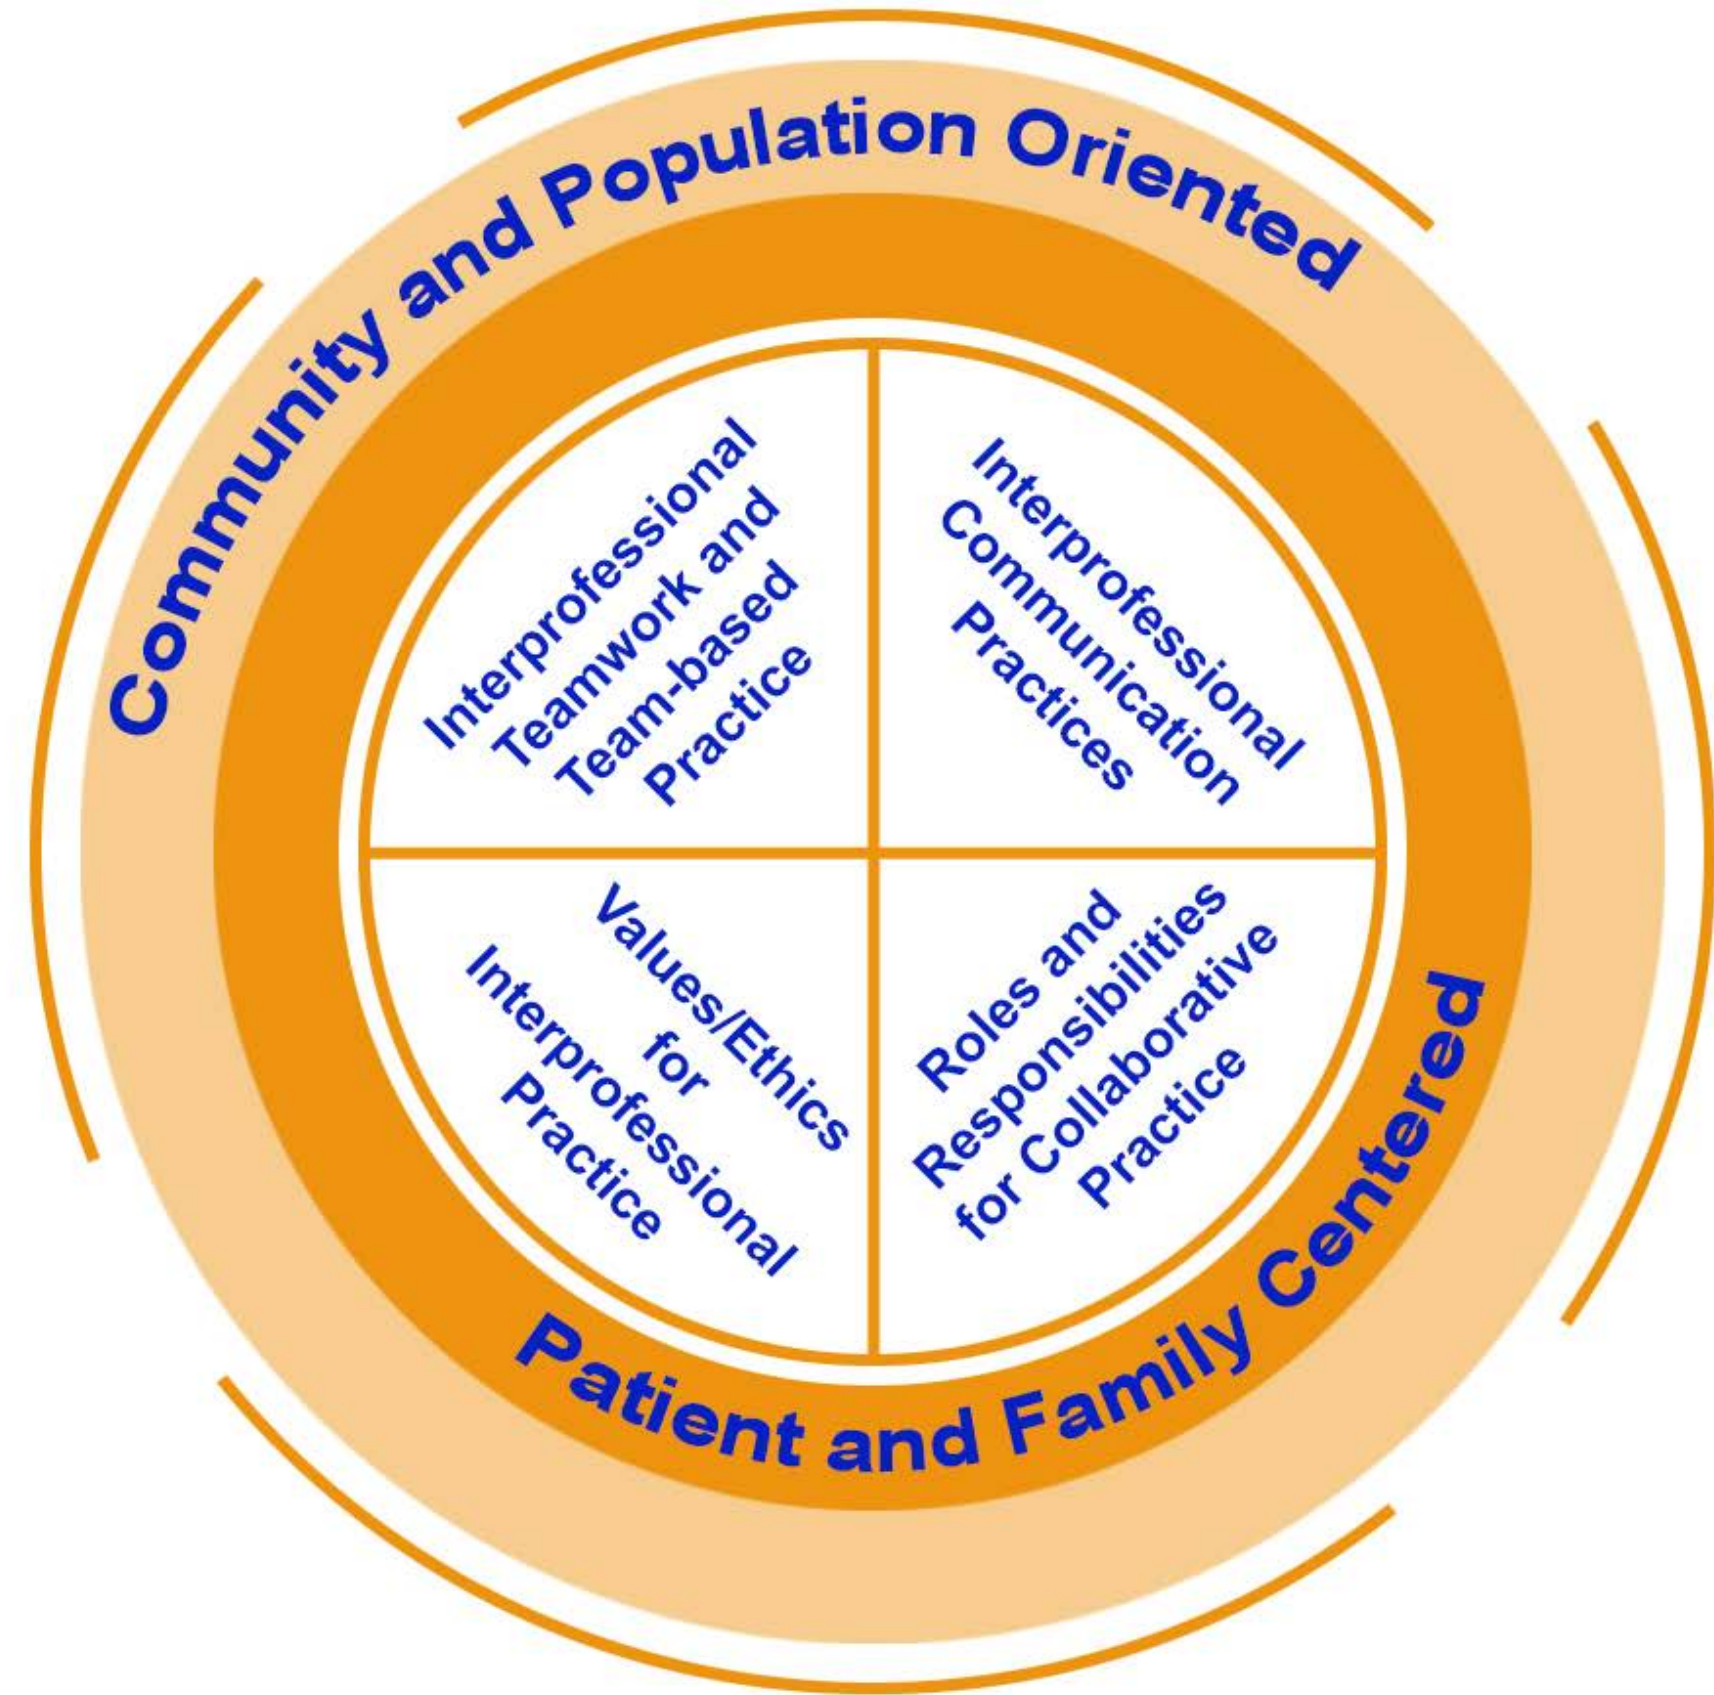 Community and Population Oriented
Interprofessional
Teamwork and
Team-based
Practice
Interprofessional
Communication
Practices
Values/Ethics
for
Interprofessional
Practice
Roles and
Responsibilities
for Collaborative
Practice
Patient and Family Centered